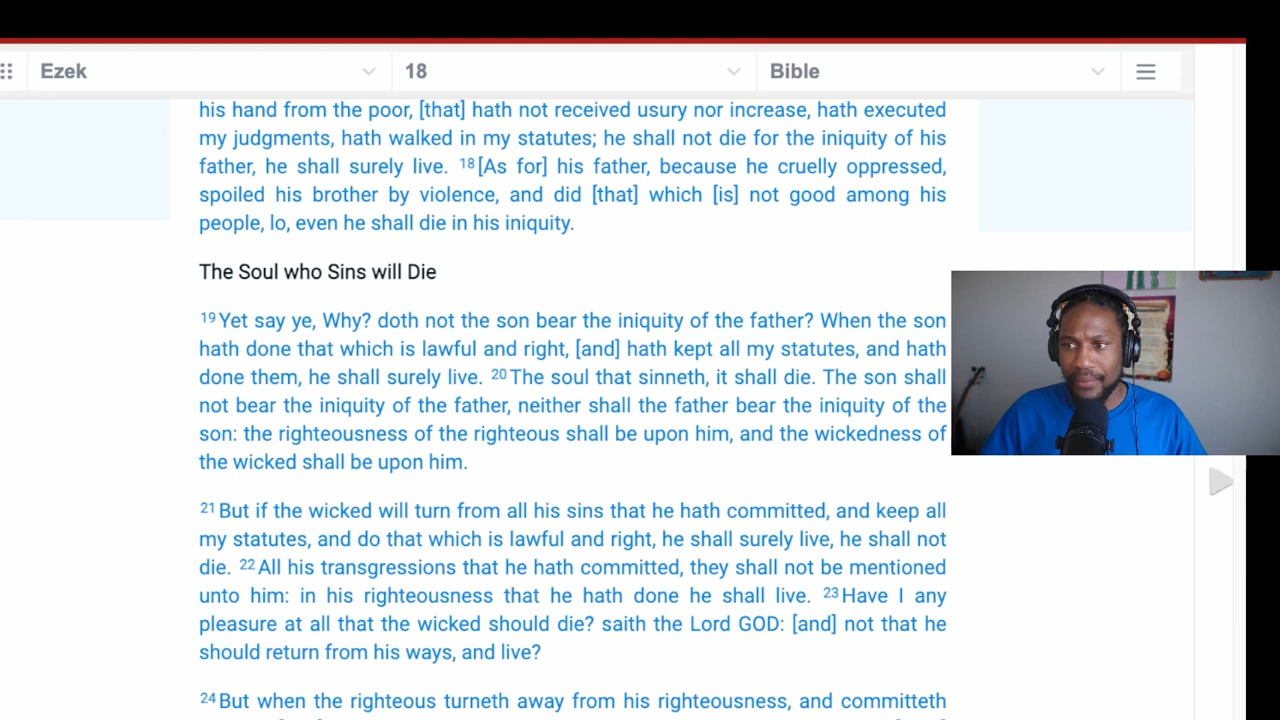 Ezek 18 Bible
his hand from the poor, [that] hath not received usury nor increase, hath executed
my judgments, hath walked in my statutes; he shall not die for the iniquity of his
father, he shall surely live. 18[As for] his father, because he cruelly oppressed,
spoiled his brother by violence, and did [that] which [is] not good among his
people, lo, even he shall die in his iniquity.
The Soul who Sins will Die
19Yet say ye, Why? doth not the son bear the iniquity of the father? When the son
hath done that which is lawful and right, [and] hath kept all my statutes, and hath
done them, he shall surely live. 20The soul that sinneth, it shall die. The son shall
not bear the iniquity of the father, neither shall the father bear the iniquity of the
son: the righteousness of the righteous shall be upon him, and the wickedness of
the wicked shall be upon him.
21But if the wicked will turn from all his sins that he hath committed, and keep all
my statutes, and do that which is lawful and right, he shall surely live, he shall not
die. 22All his transgressions that he hath committed, they shall not be mentioned
unto him: in his righteousness that he hath done he shall live. 23Have I any
pleasure at all that the wicked should die? saith the Lord GOD: [and] not that he
should return from his ways, and live?
24But when the righteous turneth away from his righteousness, and committeth